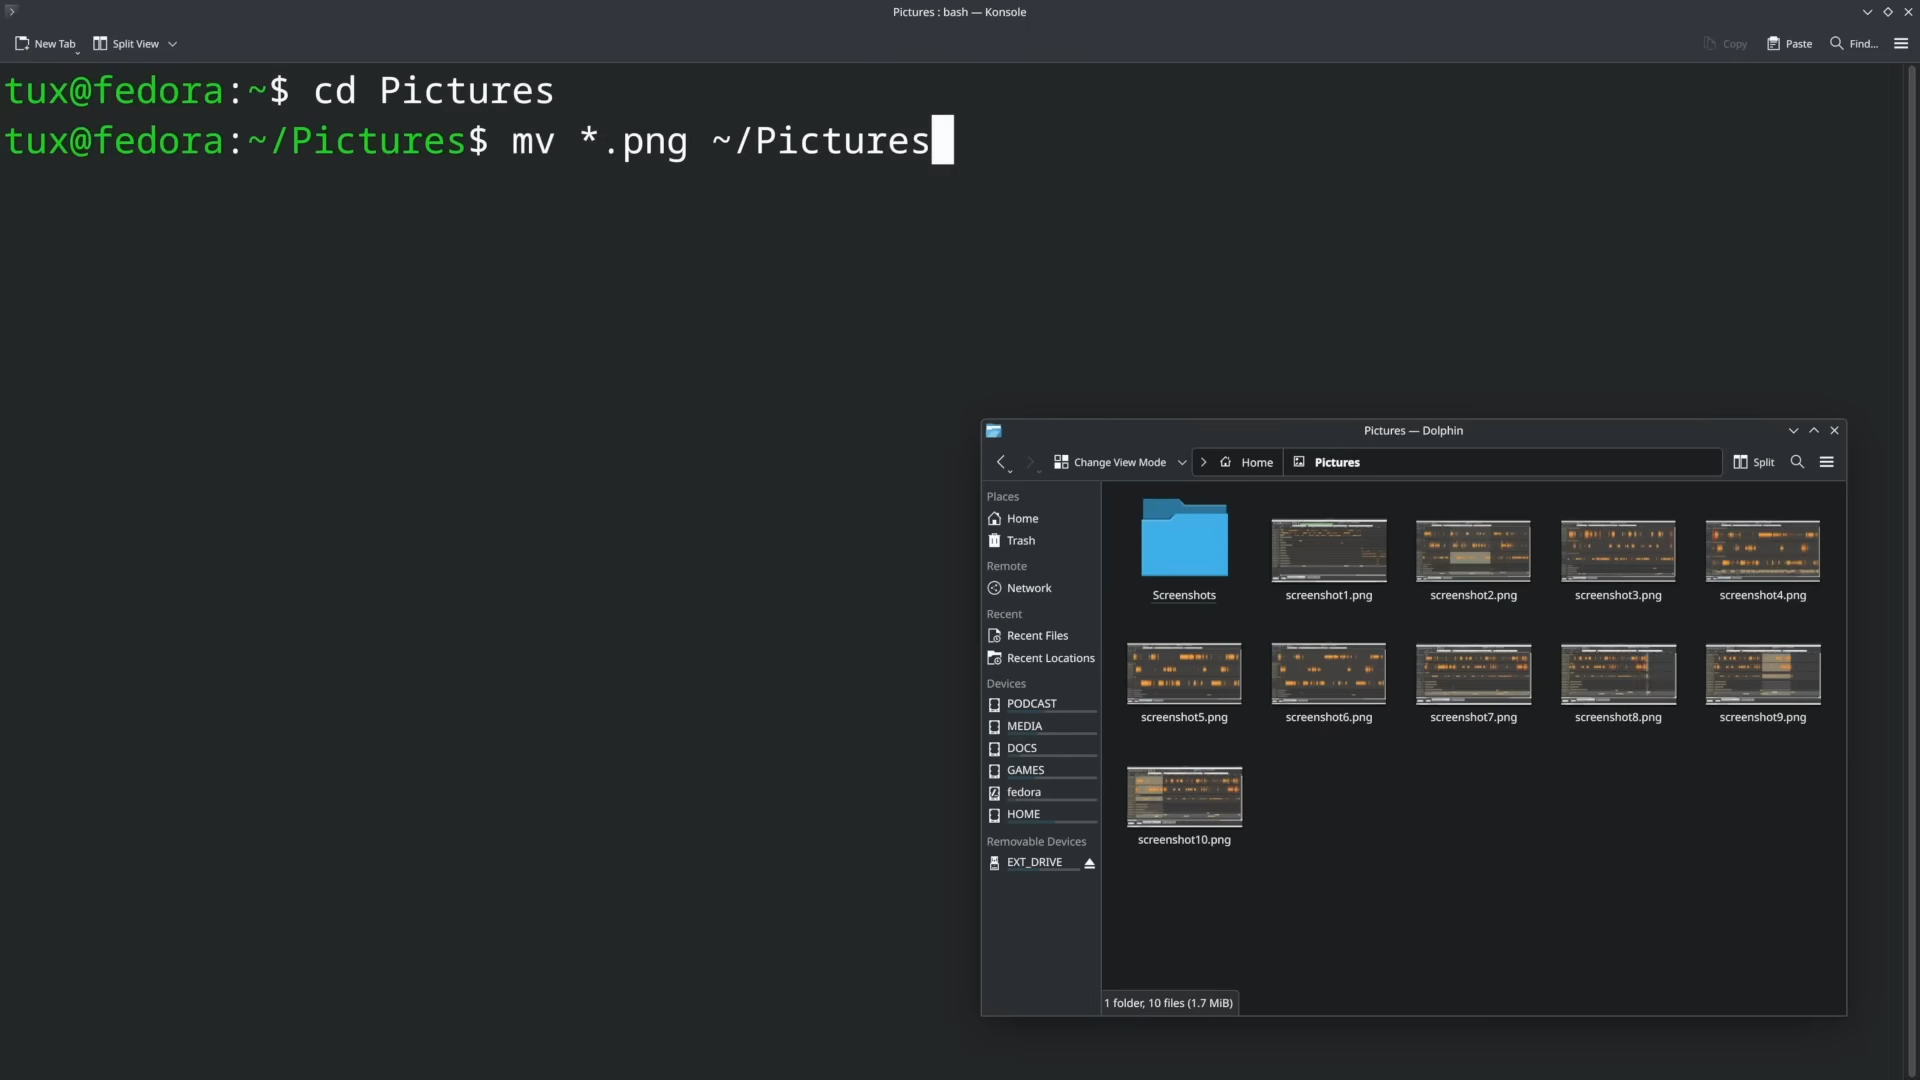 Pictures : bash — Konsole
New Tab Split View Copy Paste Find...
tux@fedora:~$ cd Pictures
tux@fedora:~/Pictures$ mv *.png ~/Pictures
Pictures — Dolphin
Change View Mode Home Pictures Split
Places
Home
Trash
Remote
Network
Recent
Recent Files
Recent Locations
Devices
PODCAST
MEDIA
DOCS
GAMES
fedora
HOME
Removable Devices
EXT_DRIVE
Screenshots screenshot1.png screenshot2.png screenshot3.png screenshot4.png
screenshot5.png screenshot6.png screenshot7.png screenshot8.png screenshot9.png
screenshot10.png
1 folder, 10 files (1.7 MiB)